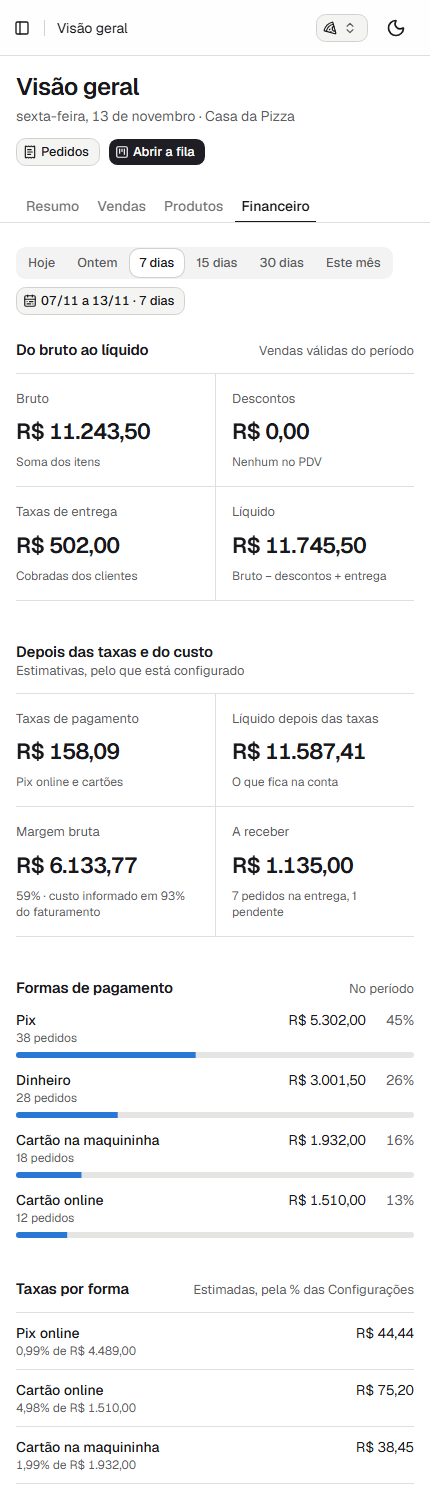 Visão geral
Visão geral
sexta-feira, 13 de novembro · Casa da Pizza
Pedidos
Abrir a fila
Resumo Vendas Produtos Financeiro
Hoje Ontem 7 dias 15 dias 30 dias Este mês
07/11 a 13/11 · 7 dias
Do bruto ao líquido Vendas válidas do período
Bruto Descontos
R$ 11.243,50 R$ 0,00
Soma dos itens Nenhum no PDV
Taxas de entrega Líquido
R$ 502,00 R$ 11.745,50
Cobradas dos clientes Bruto – descontos + entrega
Depois das taxas e do custo
Estimativas, pelo que está configurado
Taxas de pagamento Líquido depois das taxas
R$ 158,09 R$ 11.587,41
Pix online e cartões O que fica na conta
Margem bruta A receber
R$ 6.133,77 R$ 1.135,00
59% · custo informado em 93% 7 pedidos na entrega, 1
do faturamento pendente
Formas de pagamento No período
Pix R$ 5.302,00 45%
38 pedidos
Dinheiro R$ 3.001,50 26%
28 pedidos
Cartão na maquininha R$ 1.932,00 16%
18 pedidos
Cartão online R$ 1.510,00 13%
12 pedidos
Taxas por forma Estimadas, pela % das Configurações
Pix online R$ 44,44
0,99% de R$ 4.489,00
Cartão online R$ 75,20
4,98% de R$ 1.510,00
Cartão na maquininha R$ 38,45
1,99% de R$ 1.932,00